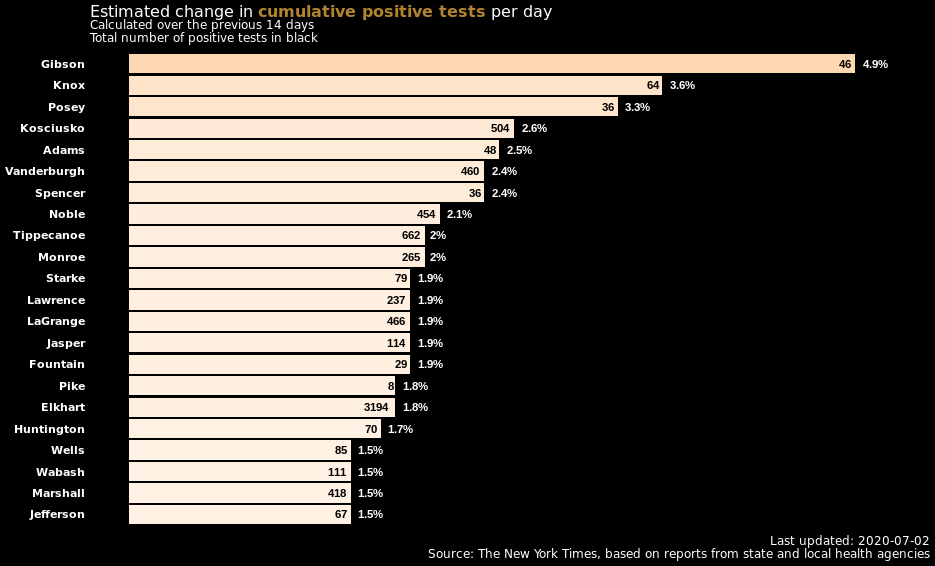 Estimated change in cumulative positive tests per day
Calculated over the previous 14 days
Total number of positive tests in black
Gibson 46 4.9%
Knox 64 3.6%
Posey 36 3.3%
Kosciusko 504 2.6%
Adams 48 2.5%
Vanderburgh 460 2.4%
Spencer 36 2.4%
Noble 454 2.1%
Tippecanoe 662 2%
Monroe 265 2%
Starke 79 1.9%
Lawrence 237 1.9%
LaGrange 466 1.9%
Jasper 114 1.9%
Fountain 29 1.9%
Pike 8 1.8%
Elkhart 3194 1.8%
Huntington 70 1.7%
Wells 85 1.5%
Wabash 111 1.5%
Marshall 418 1.5%
Jefferson 67 1.5%
Last updated: 2020-07-02
Source: The New York Times, based on reports from state and local health agencies